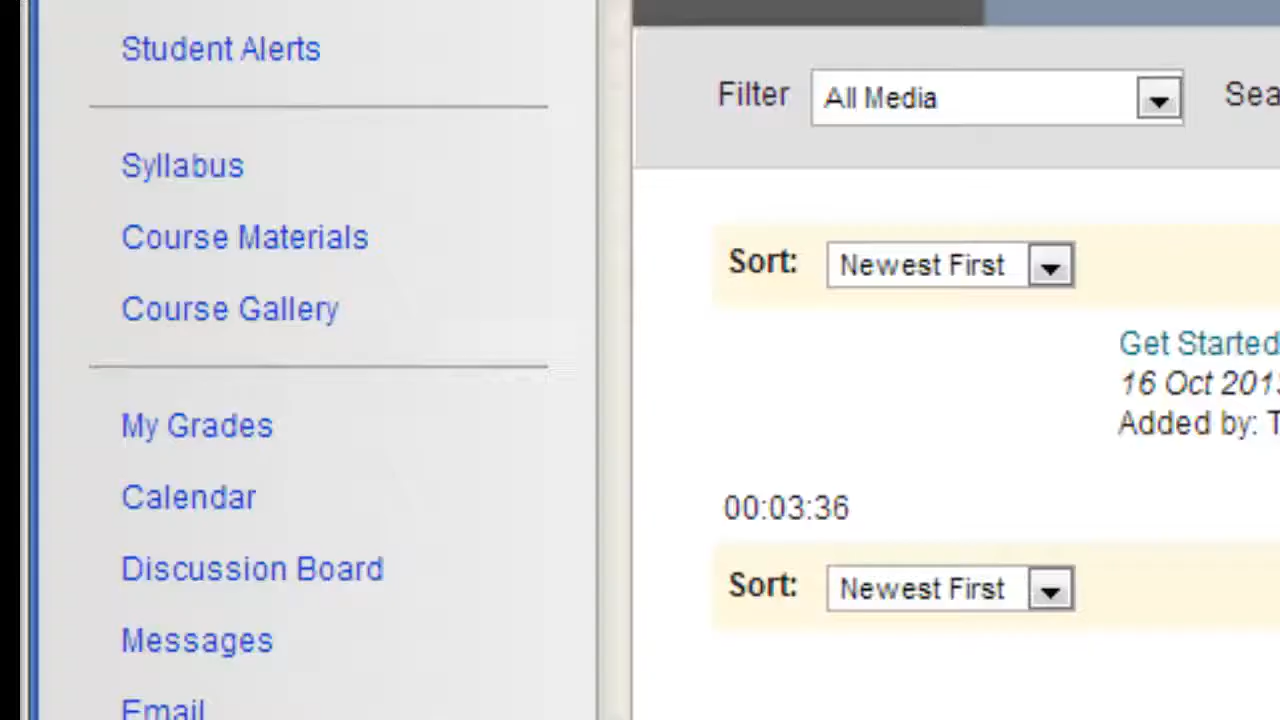 Student Alerts
Syllabus
Course Materials
Course Gallery
My Grades
Calendar
Discussion Board
Messages
Email
Filter All Media
Sort: Newest First
Get Started
16 Oct 201
Added by:
00:03:36
Sort: Newest First